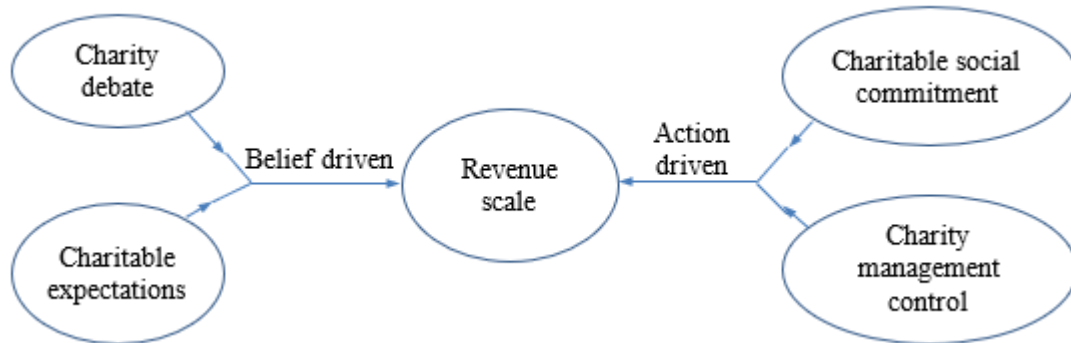 Charity
debate
Charitable social
commitment
Belief driven
Revenue
scale
Action
driven
Charitable
expectations
Charity
management
control